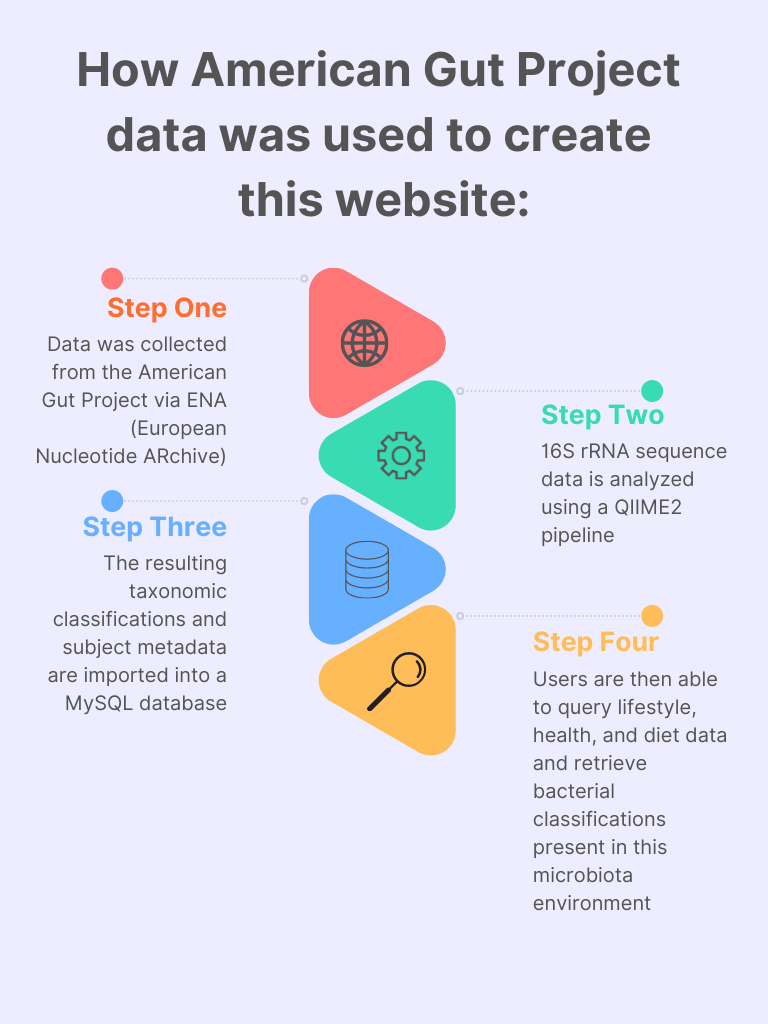 How American Gut Project
data was used to create
this website:
Step One
Data was collected
from the American
Gut Project via ENA
(European
Nucleotide ARchive)
Step Two
16S rRNA sequence
data is analyzed
using a QIIME2
pipeline
Step Three
The resulting
taxonomic
classifications and
subject metadata
are imported into a
MySQL database
Step Four
Users are then able
to query lifestyle,
health, and diet data
and retrieve
bacterial
classifications
present in this
microbiota
environment